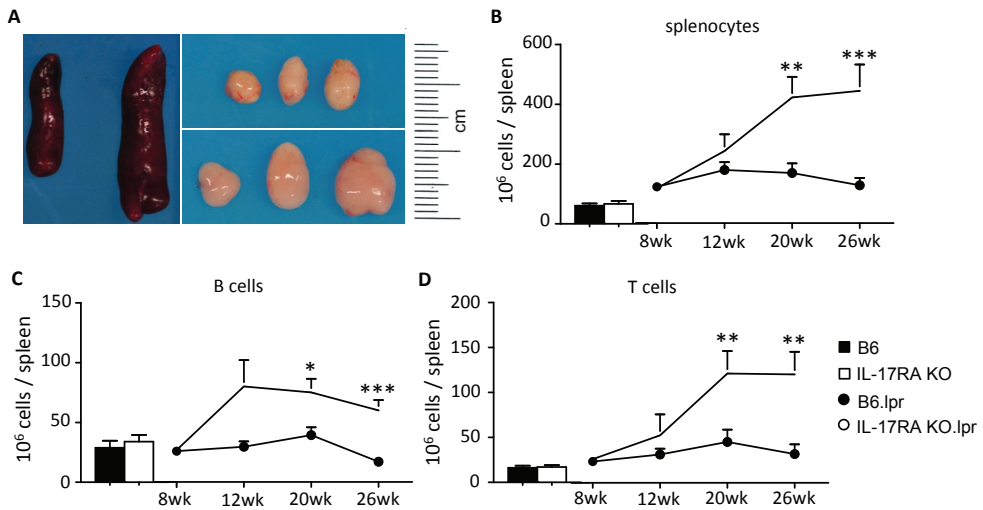 A
cm
B
splenocytes
10⁶ cells / spleen
600
400
200
0
8wk 12wk 20wk 26wk
** ***
C
B cells
10⁶ cells / spleen
150
100
50
0
8wk 12wk 20wk 26wk
* ***
D
T cells
10⁶ cells / spleen
200
150
100
50
0
8wk 12wk 20wk 26wk
** **
B6
IL-17RA KO
B6.lpr
IL-17RA KO.lpr